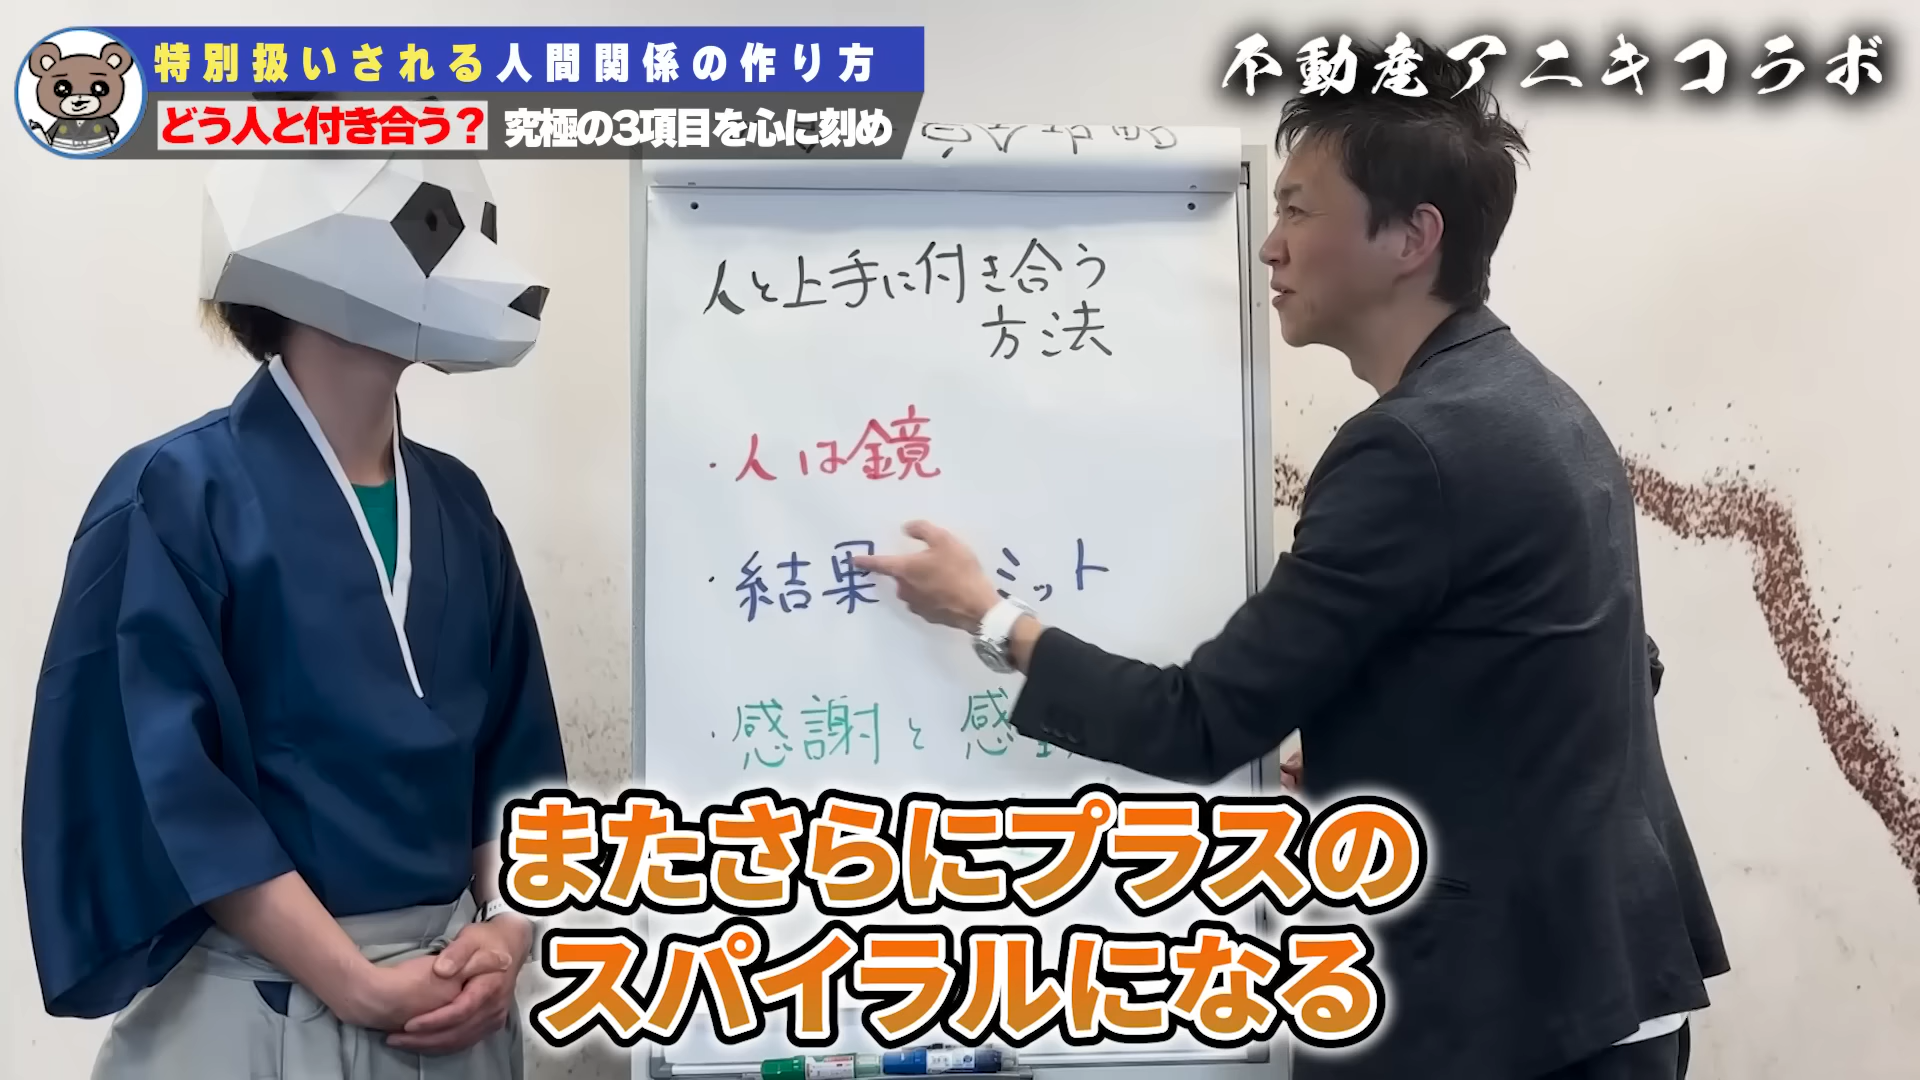 特別扱いされる人間関係の作り方
どう人と付き合う？ 究極の3項目を心に刻め
不動産アニキコラボ
人と上手に付き合う
方法
・人は鏡
・結果 ミット
・感謝と感
またさらにプラスの
スパイラルになる